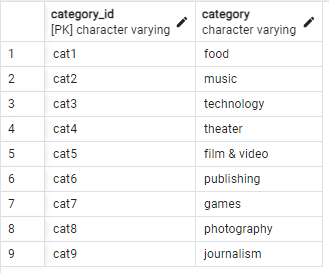 category_id category
[PK] character varying character varying
1 cat1 food
2 cat2 music
3 cat3 technology
4 cat4 theater
5 cat5 film & video
6 cat6 publishing
7 cat7 games
8 cat8 photography
9 cat9 journalism